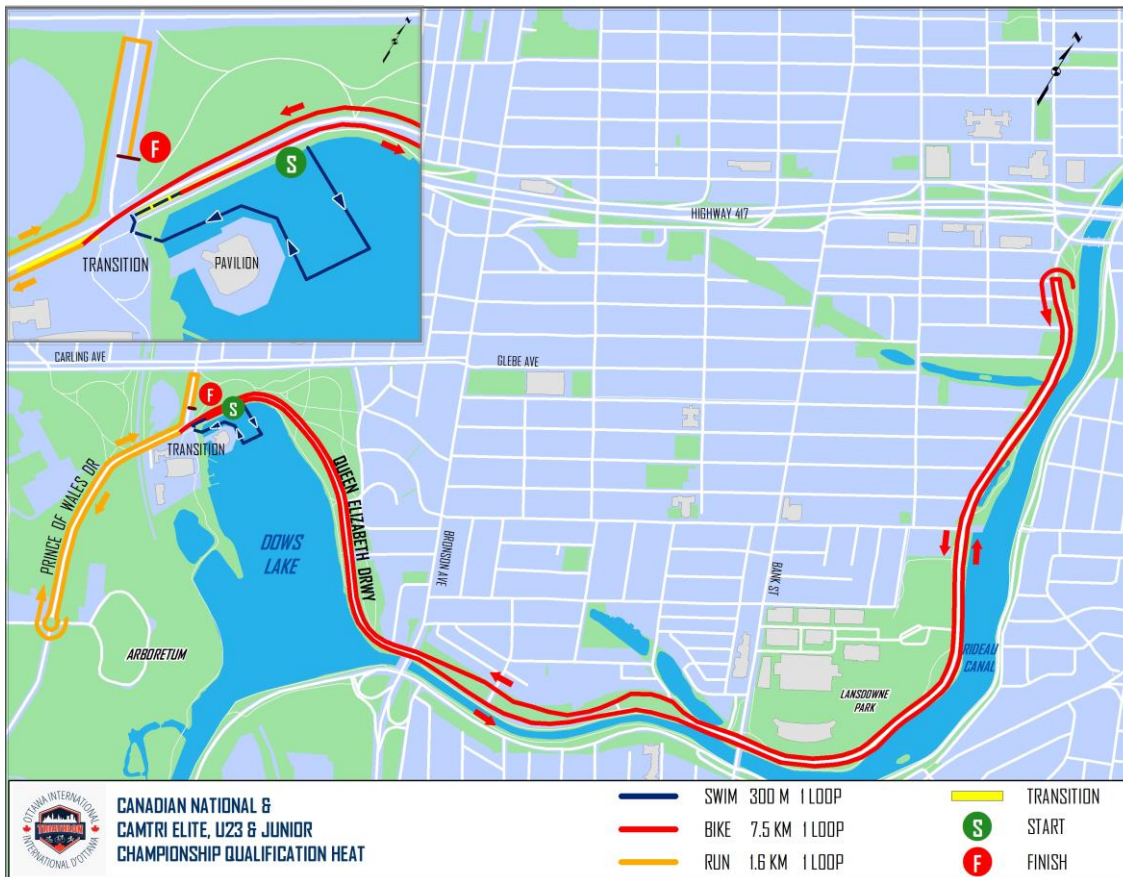 N
F
S
TRANSITION
PAVILION
N
HIGHWAY 417
CARLING AVE
GLEBE AVE
F
S
TRANSITION
PRINCE OF WALES DR
DOWS
LAKE
QUEEN ELIZABETH DRWY
BRONSON AVE
BANK ST
ARBORETUM
RIDEAU
CANAL
LANSDOWNE
PARK
OTTAWA INTERNATIONAL
TRIATHLON
INTERNATIONAL D'OTTAWA
CANADIAN NATIONAL &
CAMTRI ELITE, U23 & JUNIOR
CHAMPIONSHIP QUALIFICATION HEAT
SWIM 300 M 1 LOOP
BIKE 7.5 KM 1 LOOP
RUN 1.6 KM 1 LOOP
TRANSITION
S START
F FINISH